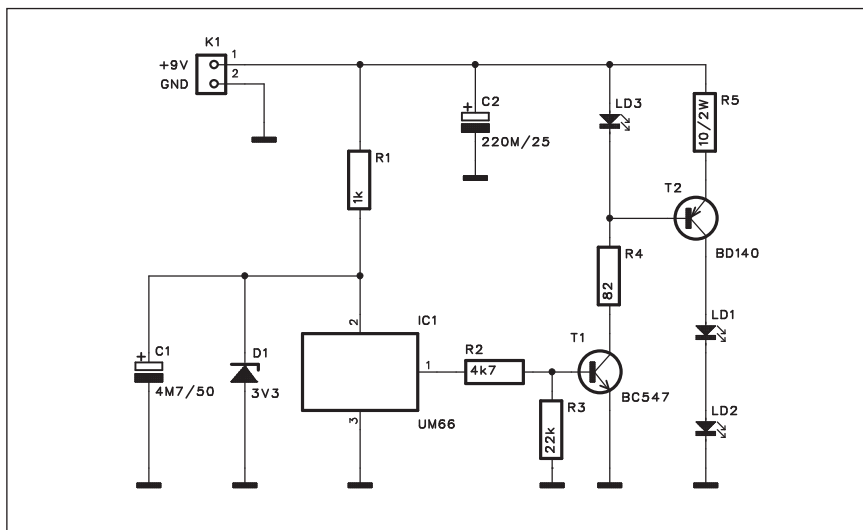 K1
+9V
1
GND
2
R1
1k
C2
220M/25
LD3
R5
10/2W
T2
BD140
R4
82
LD1
LD2
C1
4M7/50
D1
3V3
2
IC1
1
3
UM66
R2
4k7
T1
BC547
R3
22k